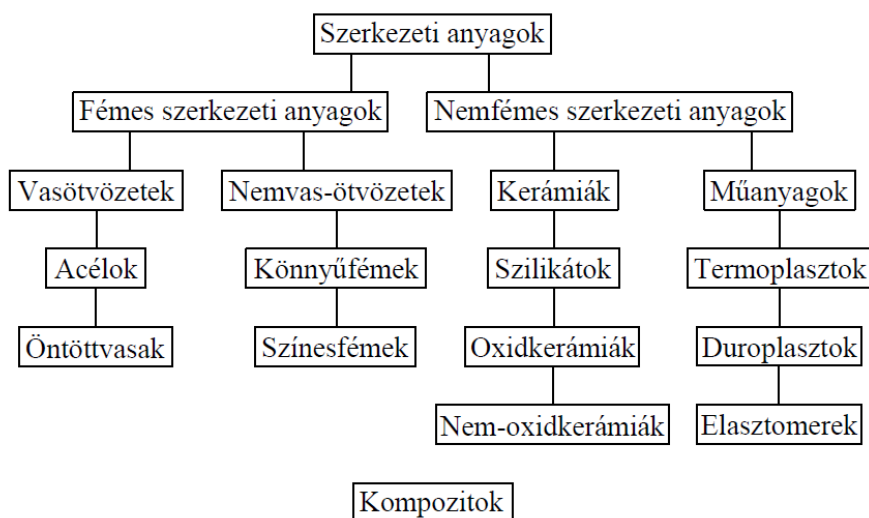 Szerkezeti anyagok
Fémes szerkezeti anyagok
Nemfémes szerkezeti anyagok
Vasötvözetek
Nemvas-ötvözetek
Kerámiák
Műanyagok
Acélok
Könnyűfémek
Szilikátok
Termoplasztok
Öntöttvasak
Színesfémek
Oxidkerámiák
Duroplasztok
Nem-oxidkerámiák
Elasztomerek
Kompozitok